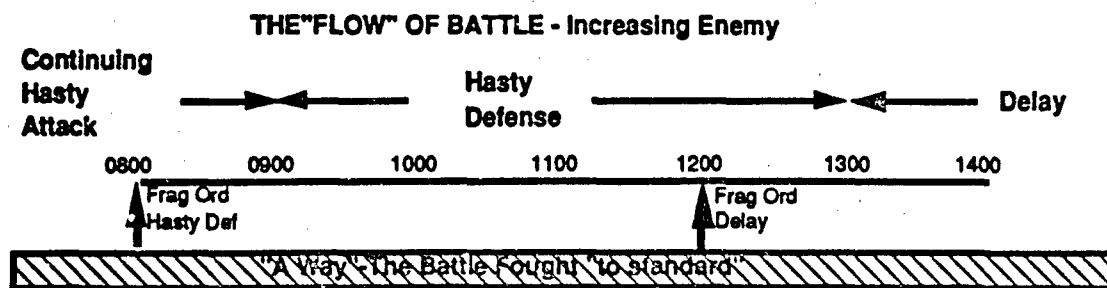 THE"FLOW" OF BATTLE - Increasing Enemy
Continuing
Hasty
Attack
Hasty
Defense
Delay
0800 0900 1000 1100 1200 1300 1400
Frag Ord
Hasty Def
Frag Ord
Delay
"A Way"-The Battle Fought "to standard"